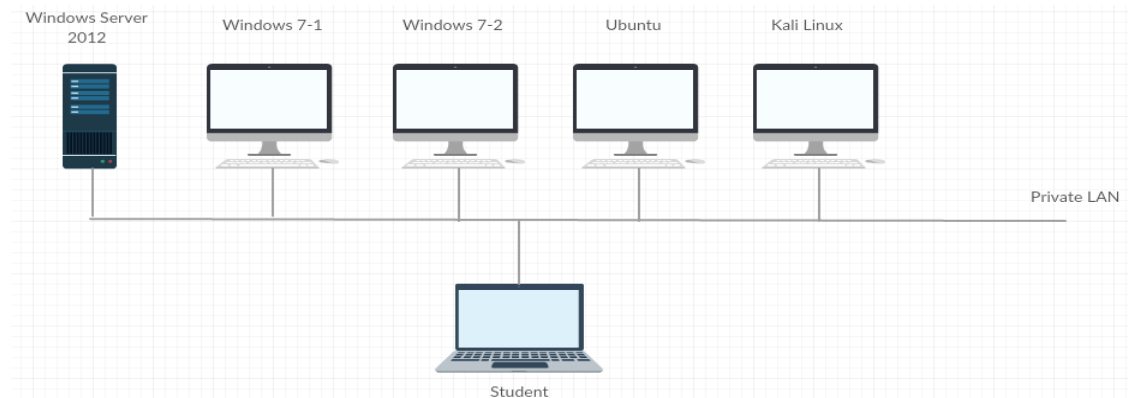 Windows Server
2012
Windows 7-1
Windows 7-2
Ubuntu
Kali Linux
Private LAN
Student